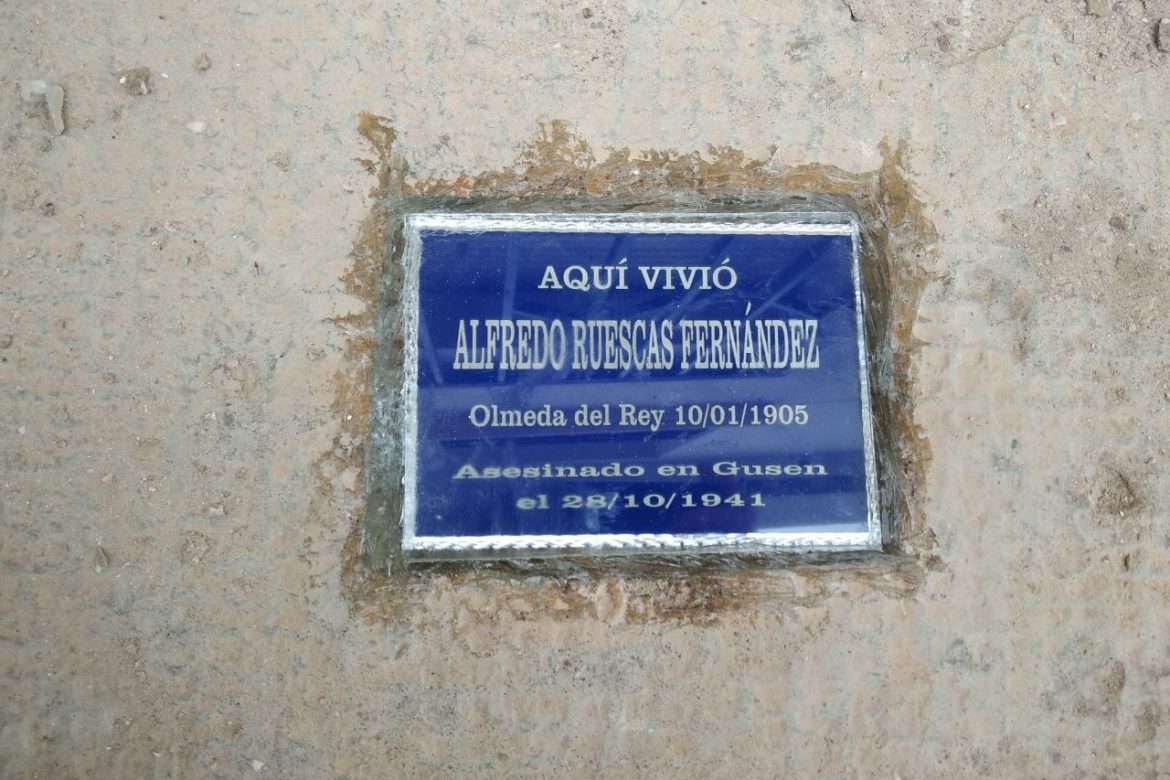 AQUÍ VIVIÓ
ALFREDO RUESCAS FERNÁNDEZ
Olmeda del Rey 10/01/1905
Asesinado en Gusen
el 28/10/1941